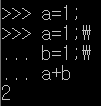 >>> a=1;
>>> a=1;₩
... b=1;₩
... a+b
2